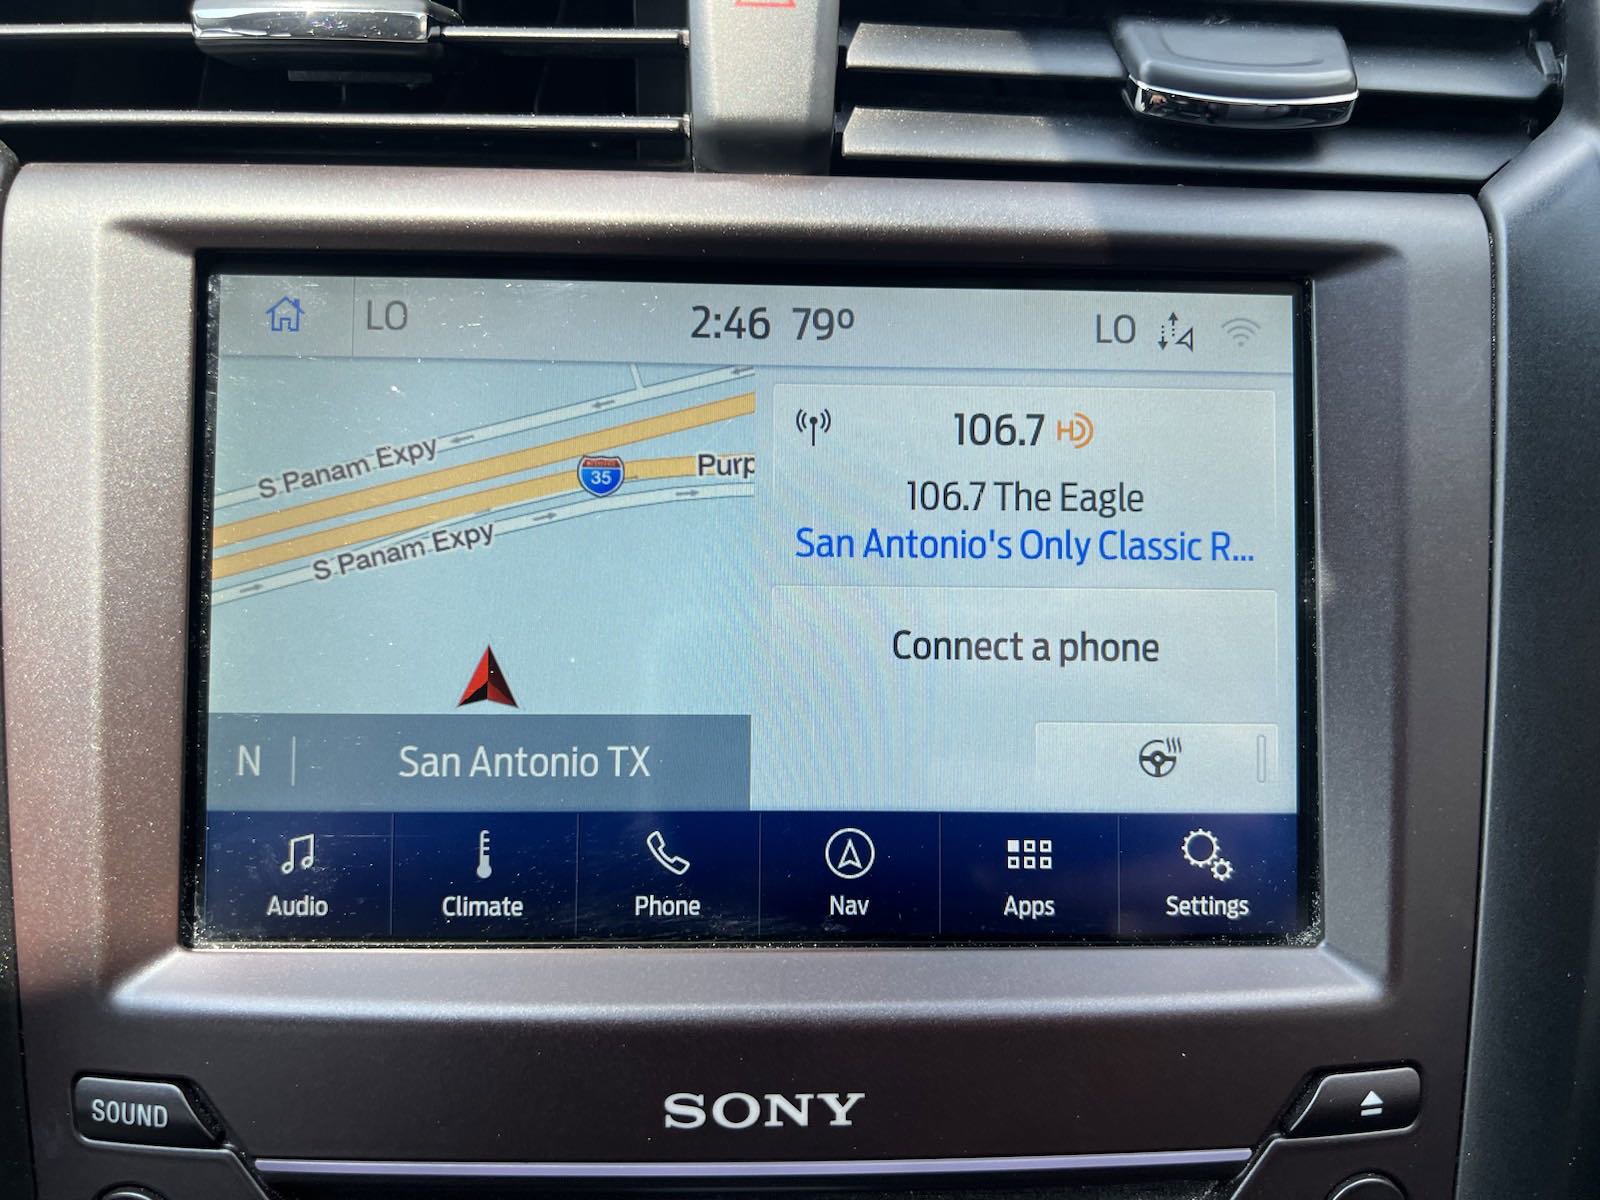 LO
2:46 79º
LO
S Panam Expy
35
Purp
S Panam Expy
106.7 HD
106.7 The Eagle
San Antonio's Only Classic R...
Connect a phone
N
San Antonio TX
Audio
Climate
Phone
Nav
Apps
Settings
SOUND
SONY